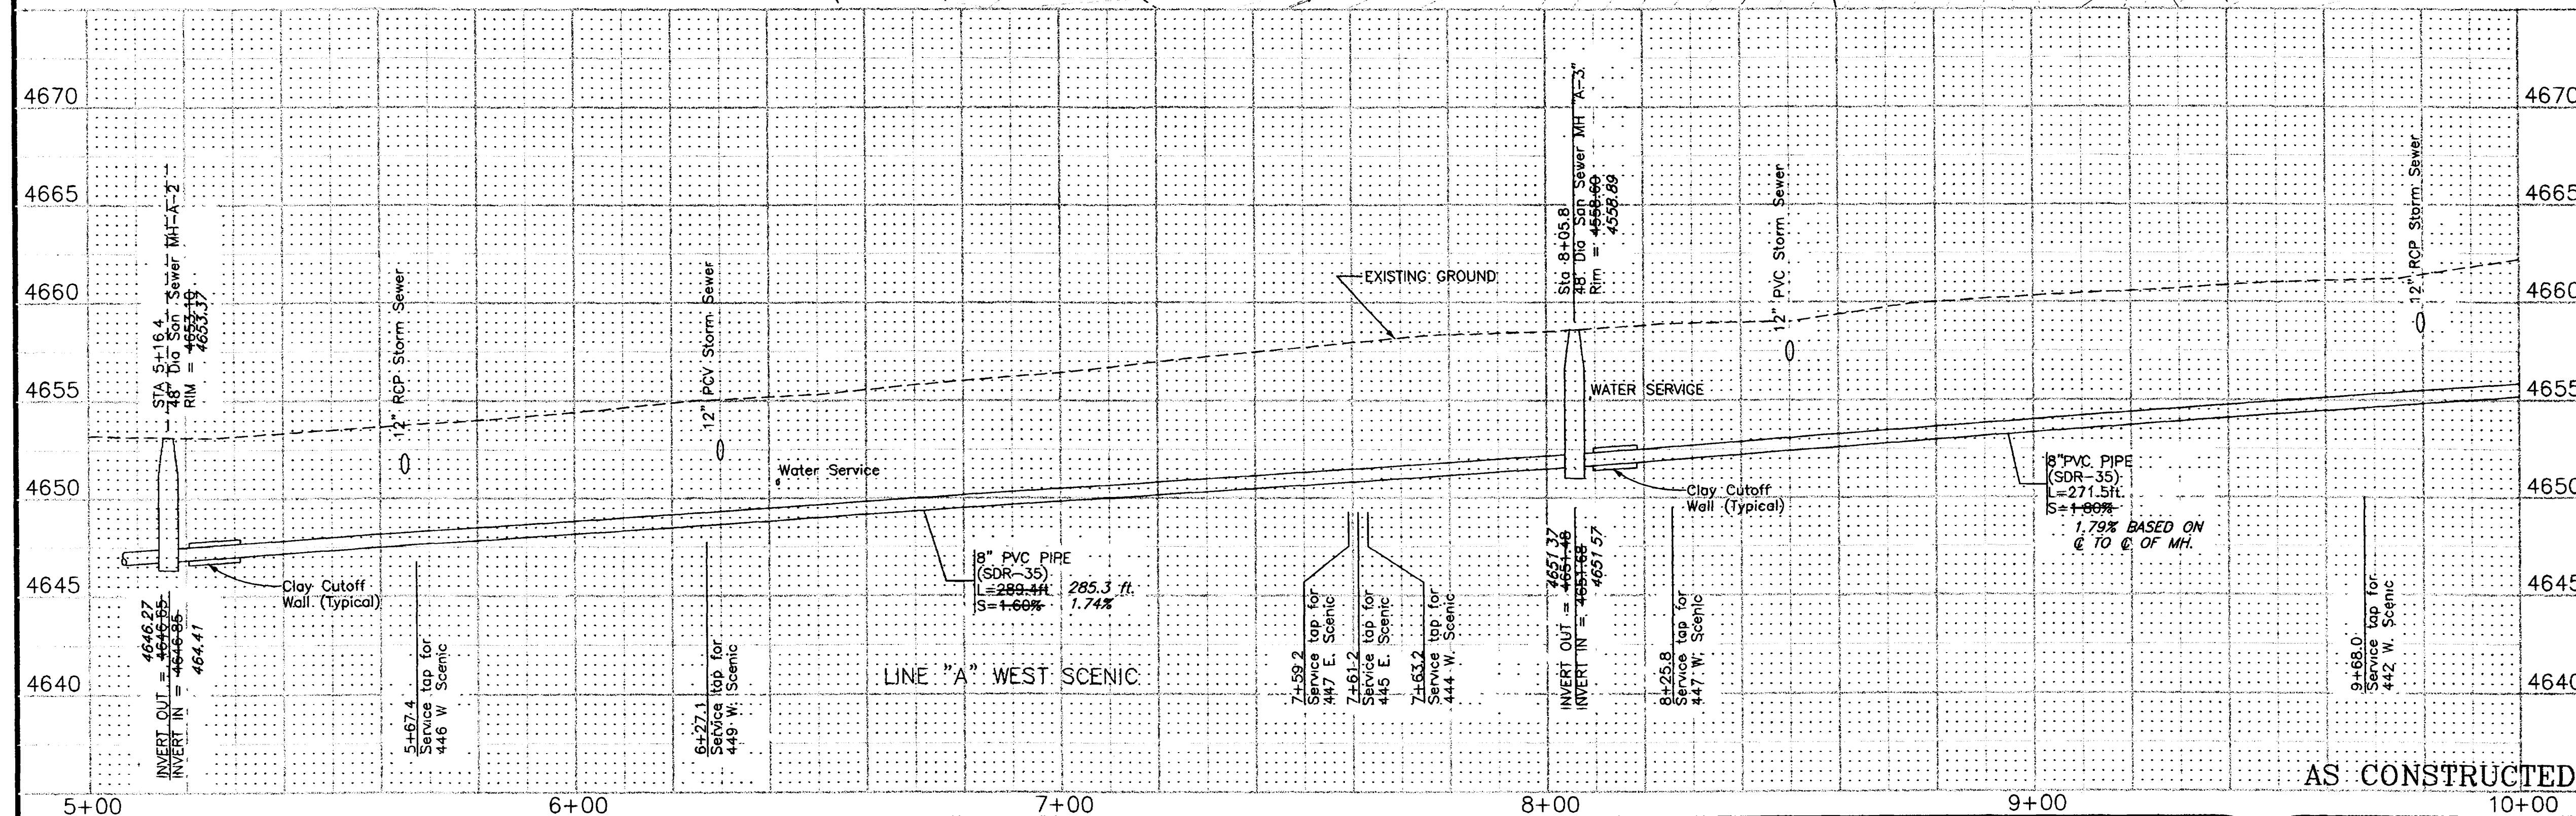 4670
4665
4660
4655
4650
4645
4640
STA 5+16.4
48" Dia San Sewer MH-A-2
RIM = 4653.10
4653.37
12" RCP Storm Sewer
12" PCV Storm Sewer
Water Service
EXISTING GROUND
Sta 8+05.8
48" Dia San Sewer MH "A-3"
Rim = 4558.60
4558.89
12" PVC Storm Sewer
12" RCP Storm Sewer
WATER SERVICE
Clay Cutoff
Wall (Typical)
4646.27
INVERT OUT = 4646.65
INVERT IN = 4646.85
464.41
5+67.4
Service tap for
446 W Scenic
6+27.1
Service tap for
449 W. Scenic
8" PVC PIPE
(SDR-35)
L=289.4ft 285.3 ft.
S=1.60% 1.74%
LINE "A" WEST SCENIC
7+59.2
Service tap for
447 E. Scenic
7+61.2
Service tap for
445 E. Scenic
7+63.2
Service tap for
444 W. Scenic
4651.37
INVERT OUT = 4651.48
INVERT IN = 4651.68
4651.57
Clay Cutoff
Wall (Typical)
8+25.8
Service tap for
447 W. Scenic
8"PVC PIPE
(SDR-35)
L=271.5ft.
S=1.80%
1.79% BASED ON
℄ TO ℄ OF MH.
9+68.0
Service tap for
442 W. Scenic
4670
4665
4660
4655
4650
4645
4640
AS CONSTRUCTED
5+00
6+00
7+00
8+00
9+00
10+00